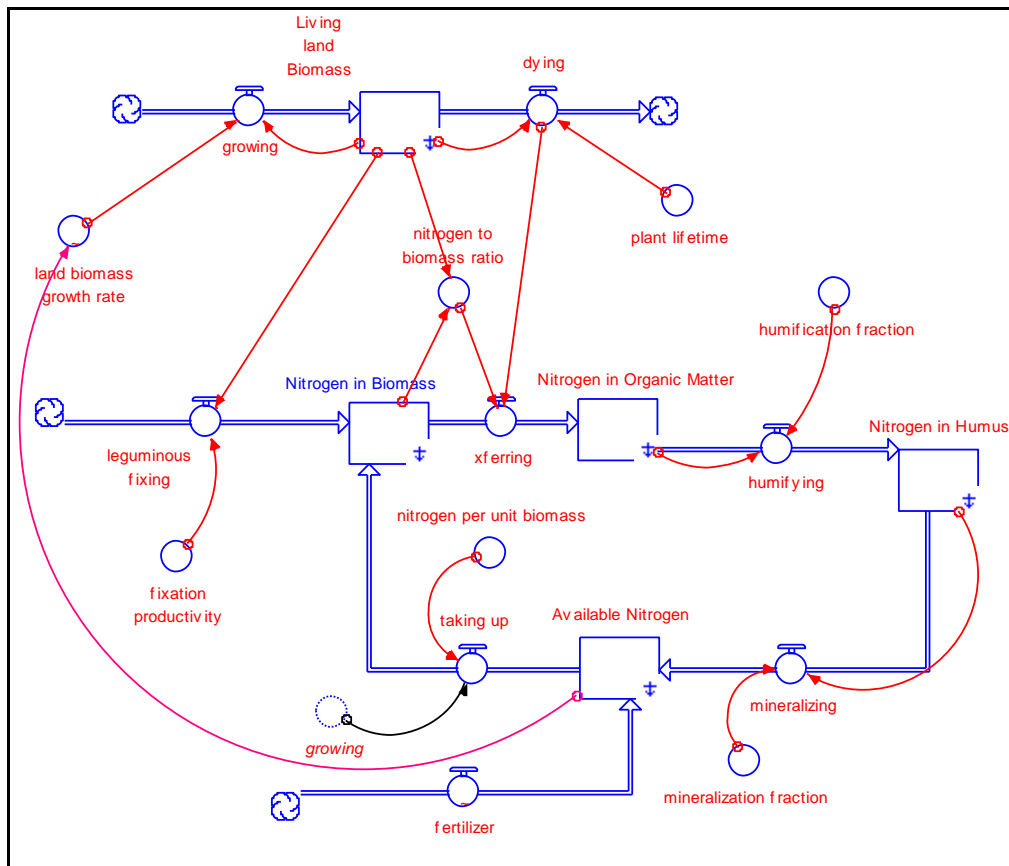 Living
land
Biomass
dying
growing
plant lifetime
nitrogen to
biomass ratio
land biomass
growth rate
humification fraction
Nitrogen in Biomass
Nitrogen in Organic Matter
Nitrogen in Humus
leguminous
fixing
xferring
humifying
nitrogen per unit biomass
fixation
productivity
taking up
Available Nitrogen
mineralizing
growing
mineralization fraction
fertilizer